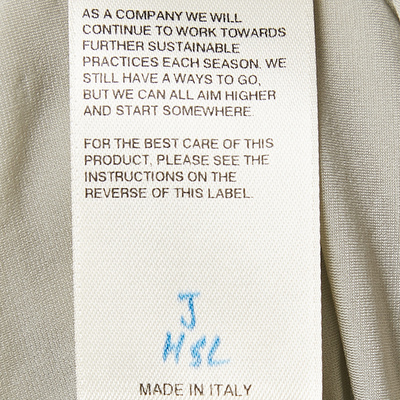 AS A COMPANY WE WILL
CONTINUE TO WORK TOWARDS
FURTHER SUSTAINABLE
PRACTICES EACH SEASON. WE
STILL HAVE A WAYS TO GO,
BUT WE CAN ALL AIM HIGHER
AND START SOMEWHERE.
FOR THE BEST CARE OF THIS
PRODUCT, PLEASE SEE THE
INSTRUCTIONS ON THE
REVERSE OF THIS LABEL.
J
HSL
MADE IN ITALY